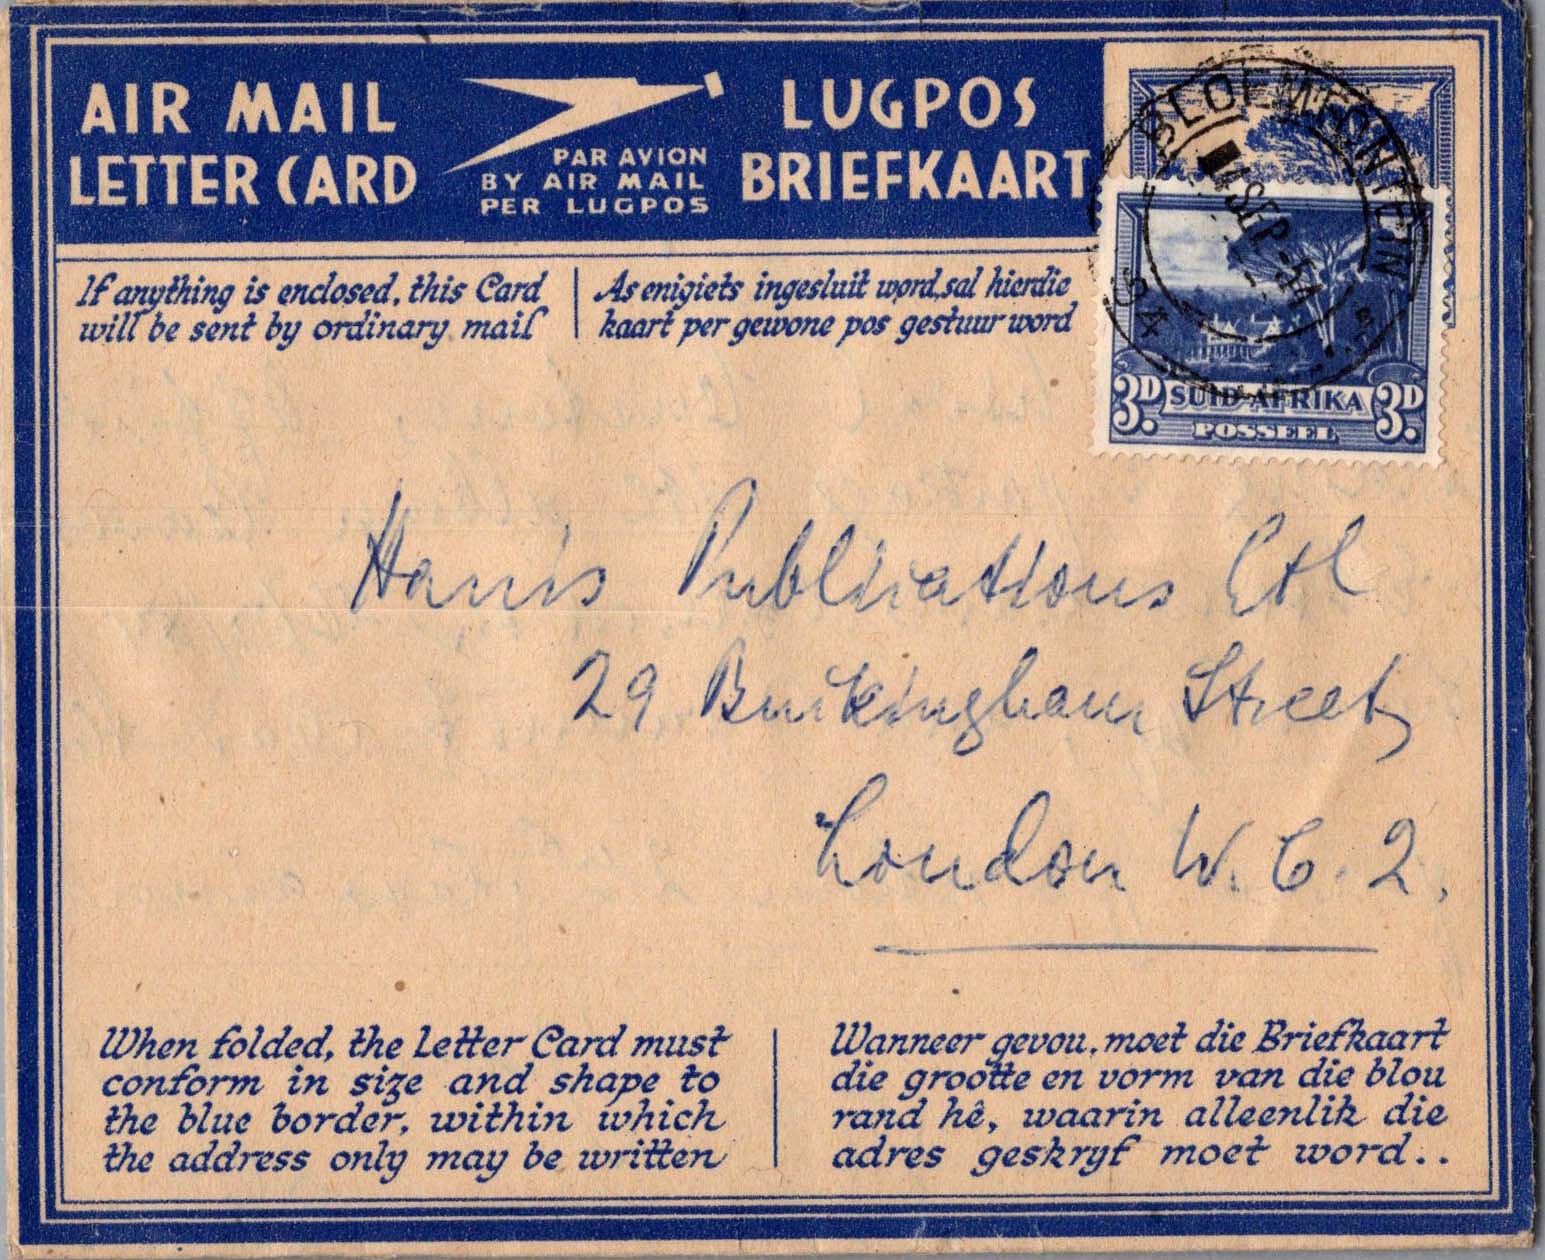 AIR MAIL
LETTER CARD
PAR AVION
BY AIR MAIL
PER LUGPOS
LUGPOS
BRIEFKAART
BLOEMFONTEIN
SEP -54
3D SUID-AFRIKA 3D
POSSEEL
If anything is enclosed, this Card
will be sent by ordinary mail
As enigiets ingesluit word, sal hierdie
kaart per gewone pos gestuur word
Harris Publications Ltd
29 Buckingham Street
London W.C.2.
When folded, the Letter Card must
conform in size and shape to
the blue border, within which
the address only may be written
Wanneer gevou, moet die Briefkaart
die grootte en vorm van die blou
rand hê, waarin alleenlik die
adres geskryf moet word..